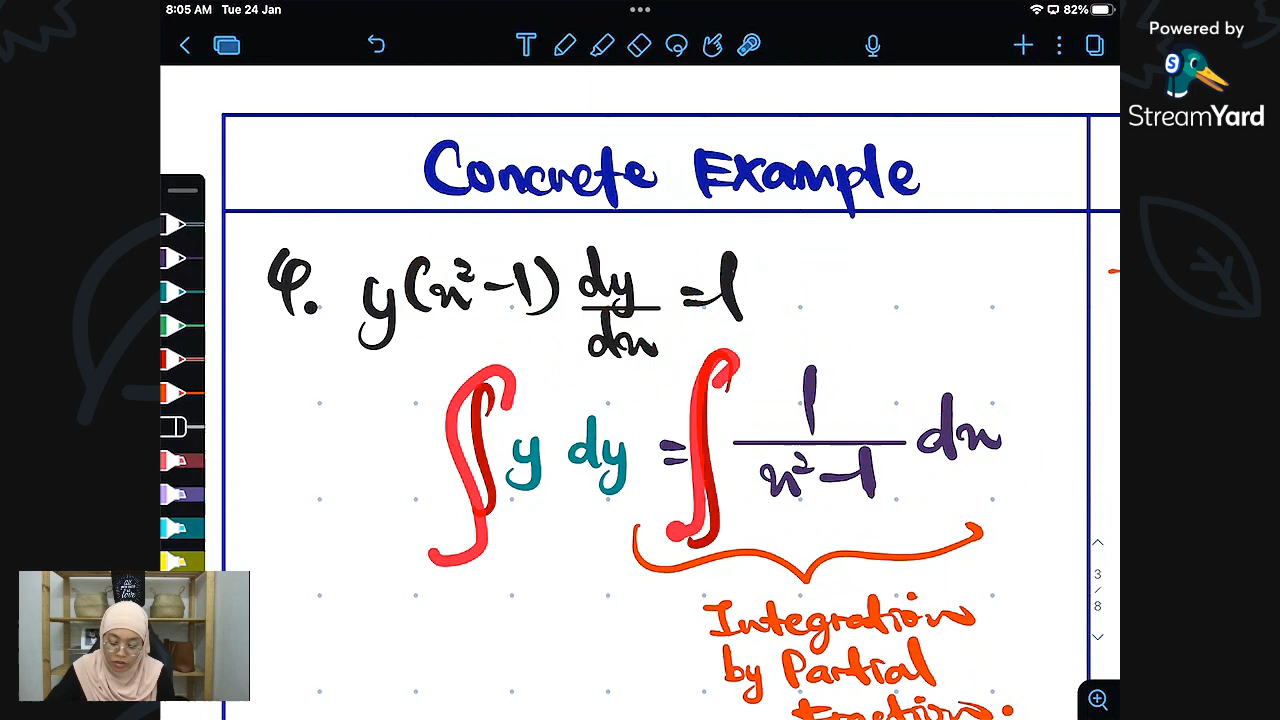 8:05 AM Tue 24 Jan
82%
Powered by
StreamYard
Concrete Example
φ. y(x²-1) dy/dx = 1
∫ y dy = ∫ 1/(x²-1) dx
3
/
8
Integration
by Partial
Fraction.